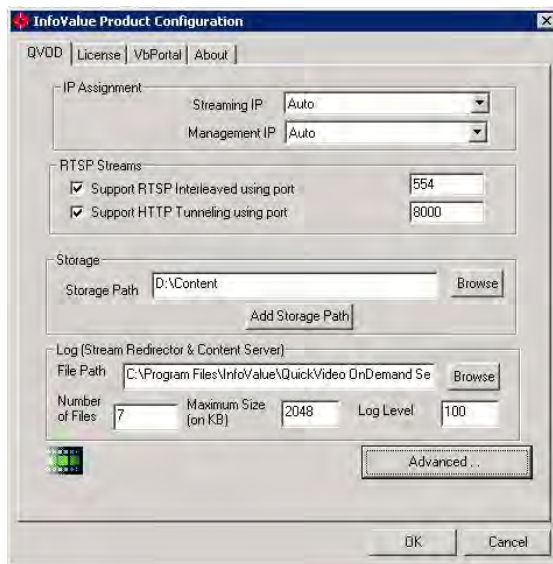 InfoValue Product Configuration
QVOD License VbPortal About
IP Assignment
Streaming IP Auto
Management IP Auto
RTSP Streams
Support RTSP Interleaved using port 554
Support HTTP Tunneling using port 8000
Storage
Storage Path D:\Content Browse
Add Storage Path
Log (Stream Redirector & Content Server)
File Path C:\Program Files\InfoValue\QuickVideo OnDemand Se Browse
Number of Files 7 Maximum Size (on KB) 2048 Log Level 100
Advanced . .
OK Cancel